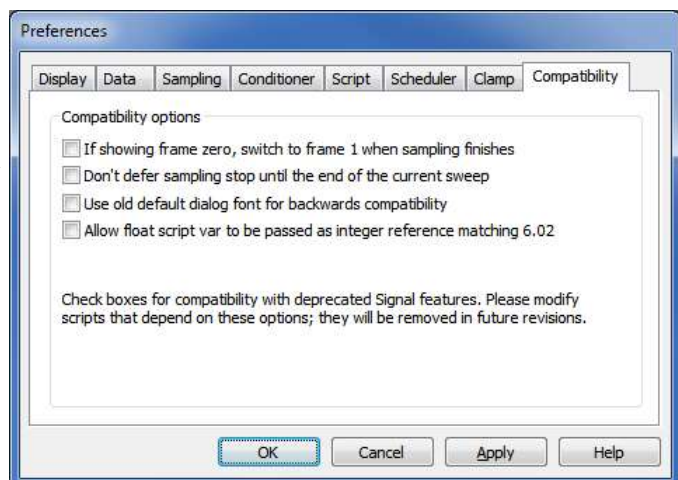 Preferences
Display Data Sampling Conditioner Script Scheduler Clamp Compatibility
Compatibility options
If showing frame zero, switch to frame 1 when sampling finishes
Don't defer sampling stop until the end of the current sweep
Use old default dialog font for backwards compatibility
Allow float script var to be passed as integer reference matching 6.02
Check boxes for compatibility with deprecated Signal features. Please modify
scripts that depend on these options; they will be removed in future revisions.
OK Cancel Apply Help